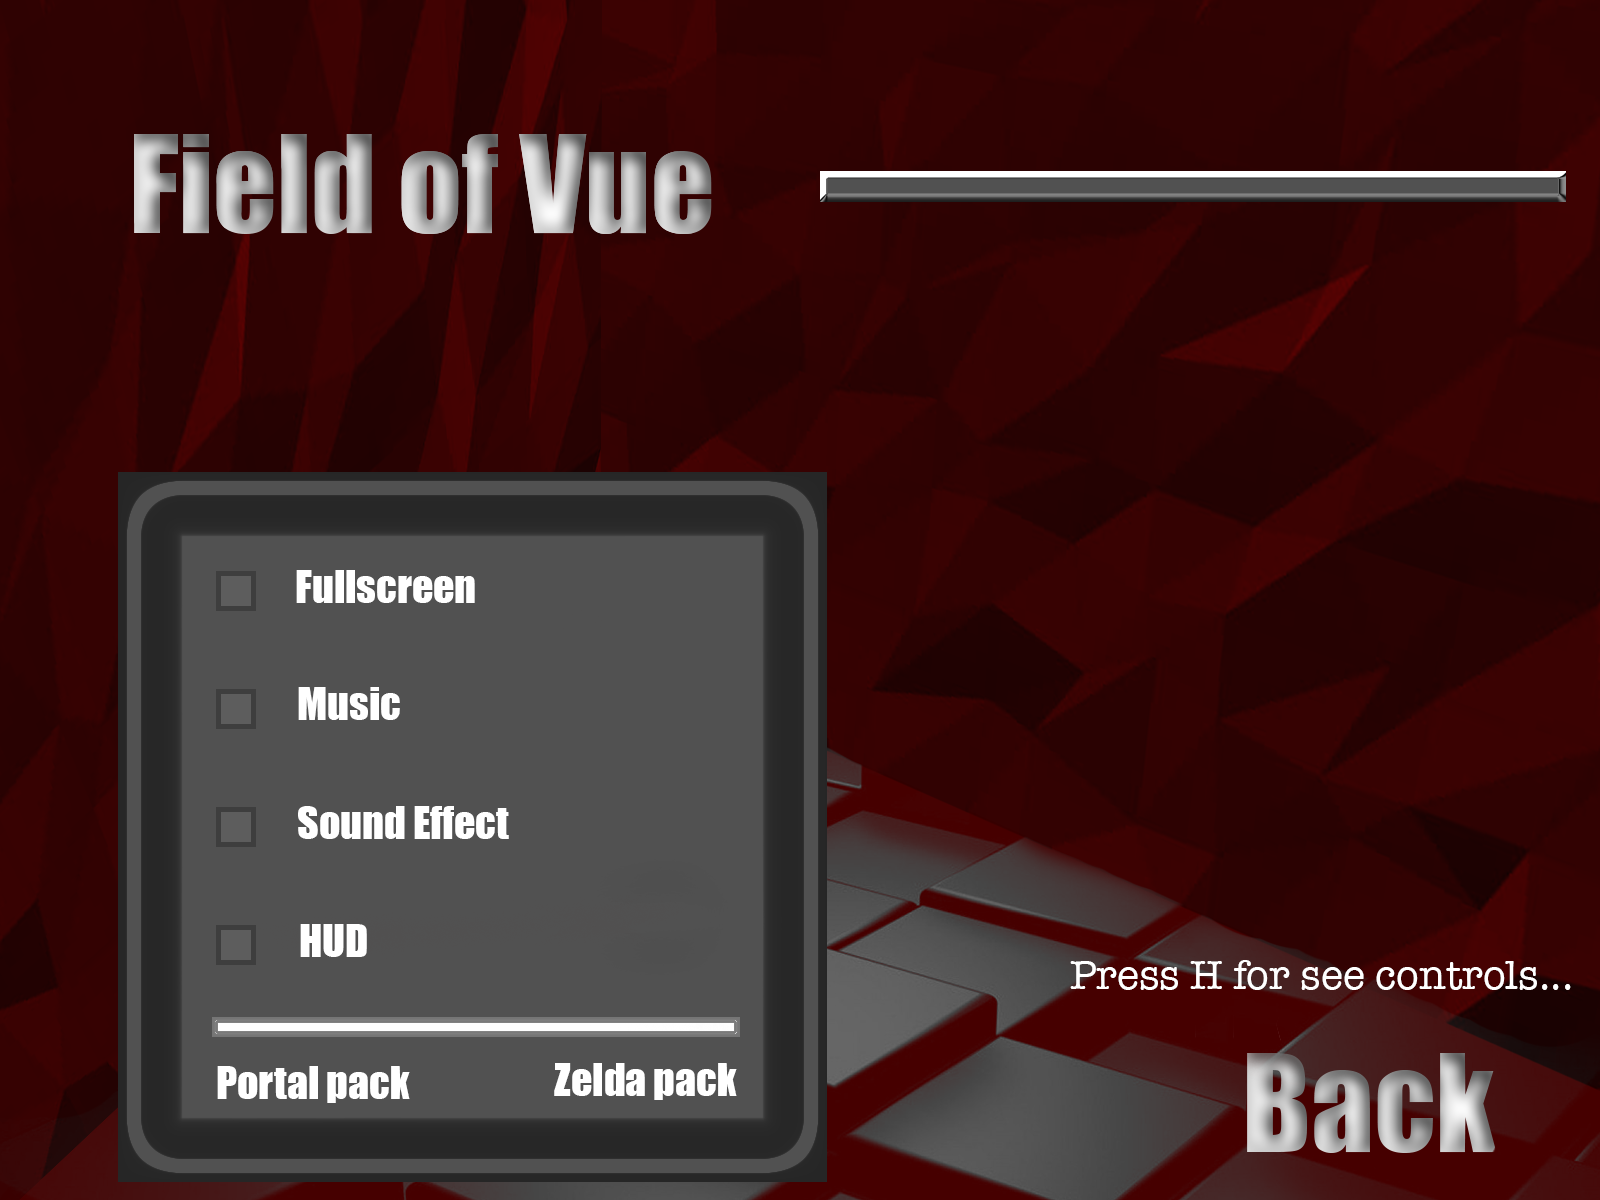 Field of Vue
Fullscreen
Music
Sound Effect
HUD
Portal pack
Zelda pack
Press H for see controls...
Back